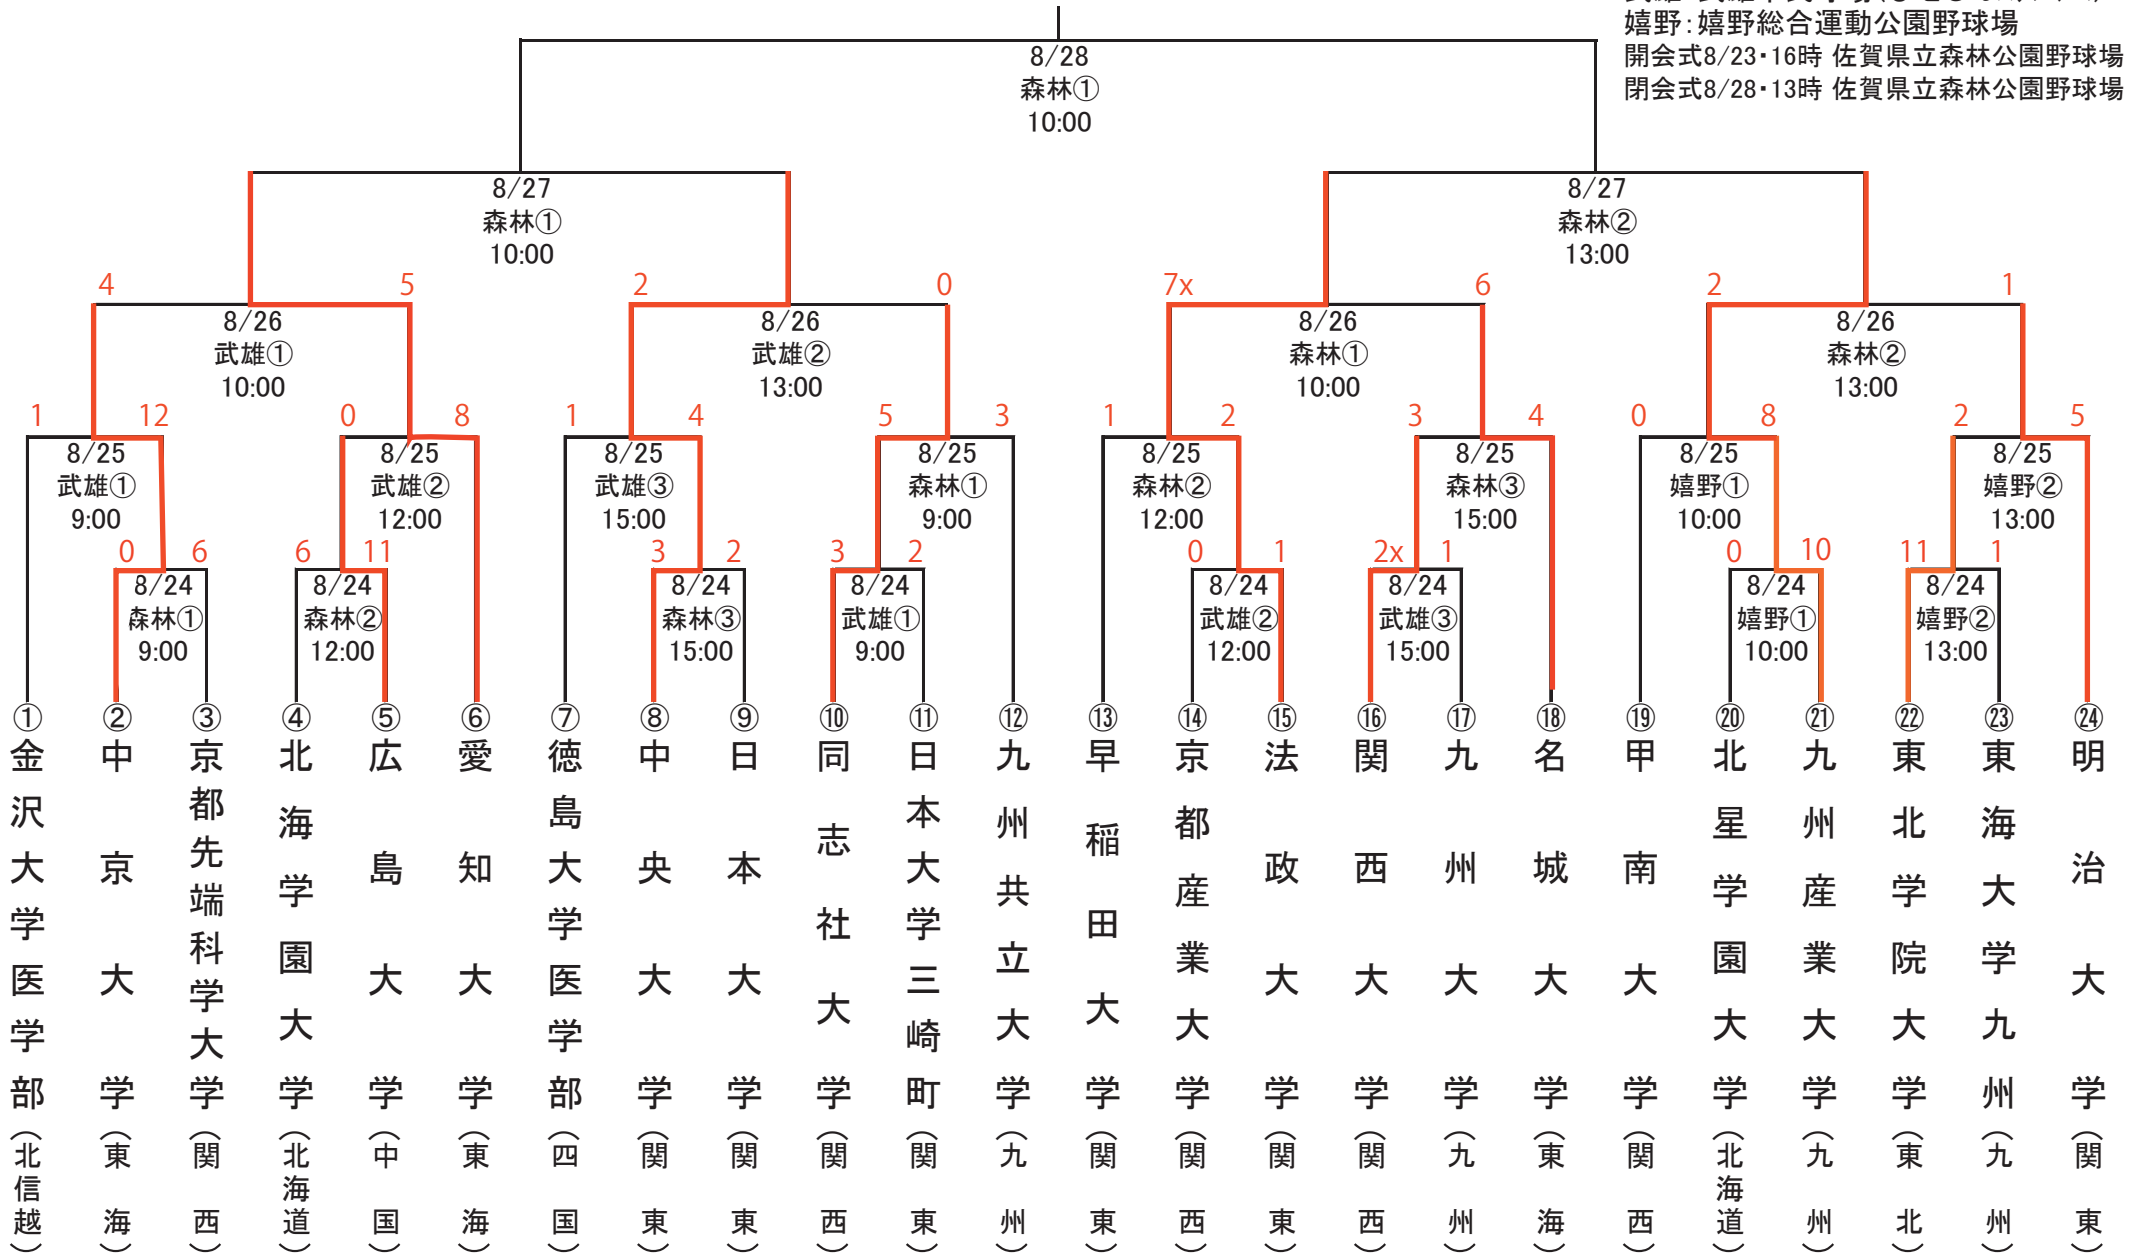 嬉野：嬉野総合運動公園野球場
開会式8/23・16時 佐賀県立森林公園野球場
閉会式8/28・13時 佐賀県立森林公園野球場
8/28
森林①
10:00
8/27
森林①
10:00
8/27
森林②
13:00
4 5 2 0 7x 6 2 1
8/26 8/26 8/26 8/26
武雄① 武雄② 森林① 森林②
10:00 13:00 10:00 13:00
1 12 0 8 1 4 5 3 1 2 3 4 0 8 2 5
8/25 8/25 8/25 8/25 8/25 8/25 8/25 8/25
武雄① 武雄② 武雄③ 森林① 森林② 森林③ 嬉野① 嬉野②
9:00 12:00 15:00 9:00 12:00 15:00 10:00 13:00
0 6 6 11 3 2 3 2 0 1 2x 1 0 10 11 1
8/24 8/24 8/24 8/24 8/24 8/24 8/24 8/24
森林① 森林② 森林③ 武雄① 武雄② 武雄③ 嬉野① 嬉野②
9:00 12:00 15:00 9:00 12:00 15:00 10:00 13:00
①金沢大学医学部（北信越）
②中京大学（東海）
③京都先端科学大学（関西）
④北海学園大学（北海道）
⑤広島大学（中国）
⑥愛知大学（東海）
⑦徳島大学医学部（四国）
⑧中央大学（関東）
⑨日本大学（関東）
⑩同志社大学（関西）
⑪日本大学三崎町（関東）
⑫九州共立大学（九州）
⑬早稲田大学（関東）
⑭京都産業大学（関西）
⑮法政大学（関東）
⑯関西大学（関西）
⑰九州大学（九州）
⑱名城大学（東海）
⑲甲南大学（関西）
⑳北星学園大学（北海道）
㉑九州産業大学（九州）
㉒東北学院大学（東北）
㉓東海大学九州（九州）
㉔明治大学（関東）